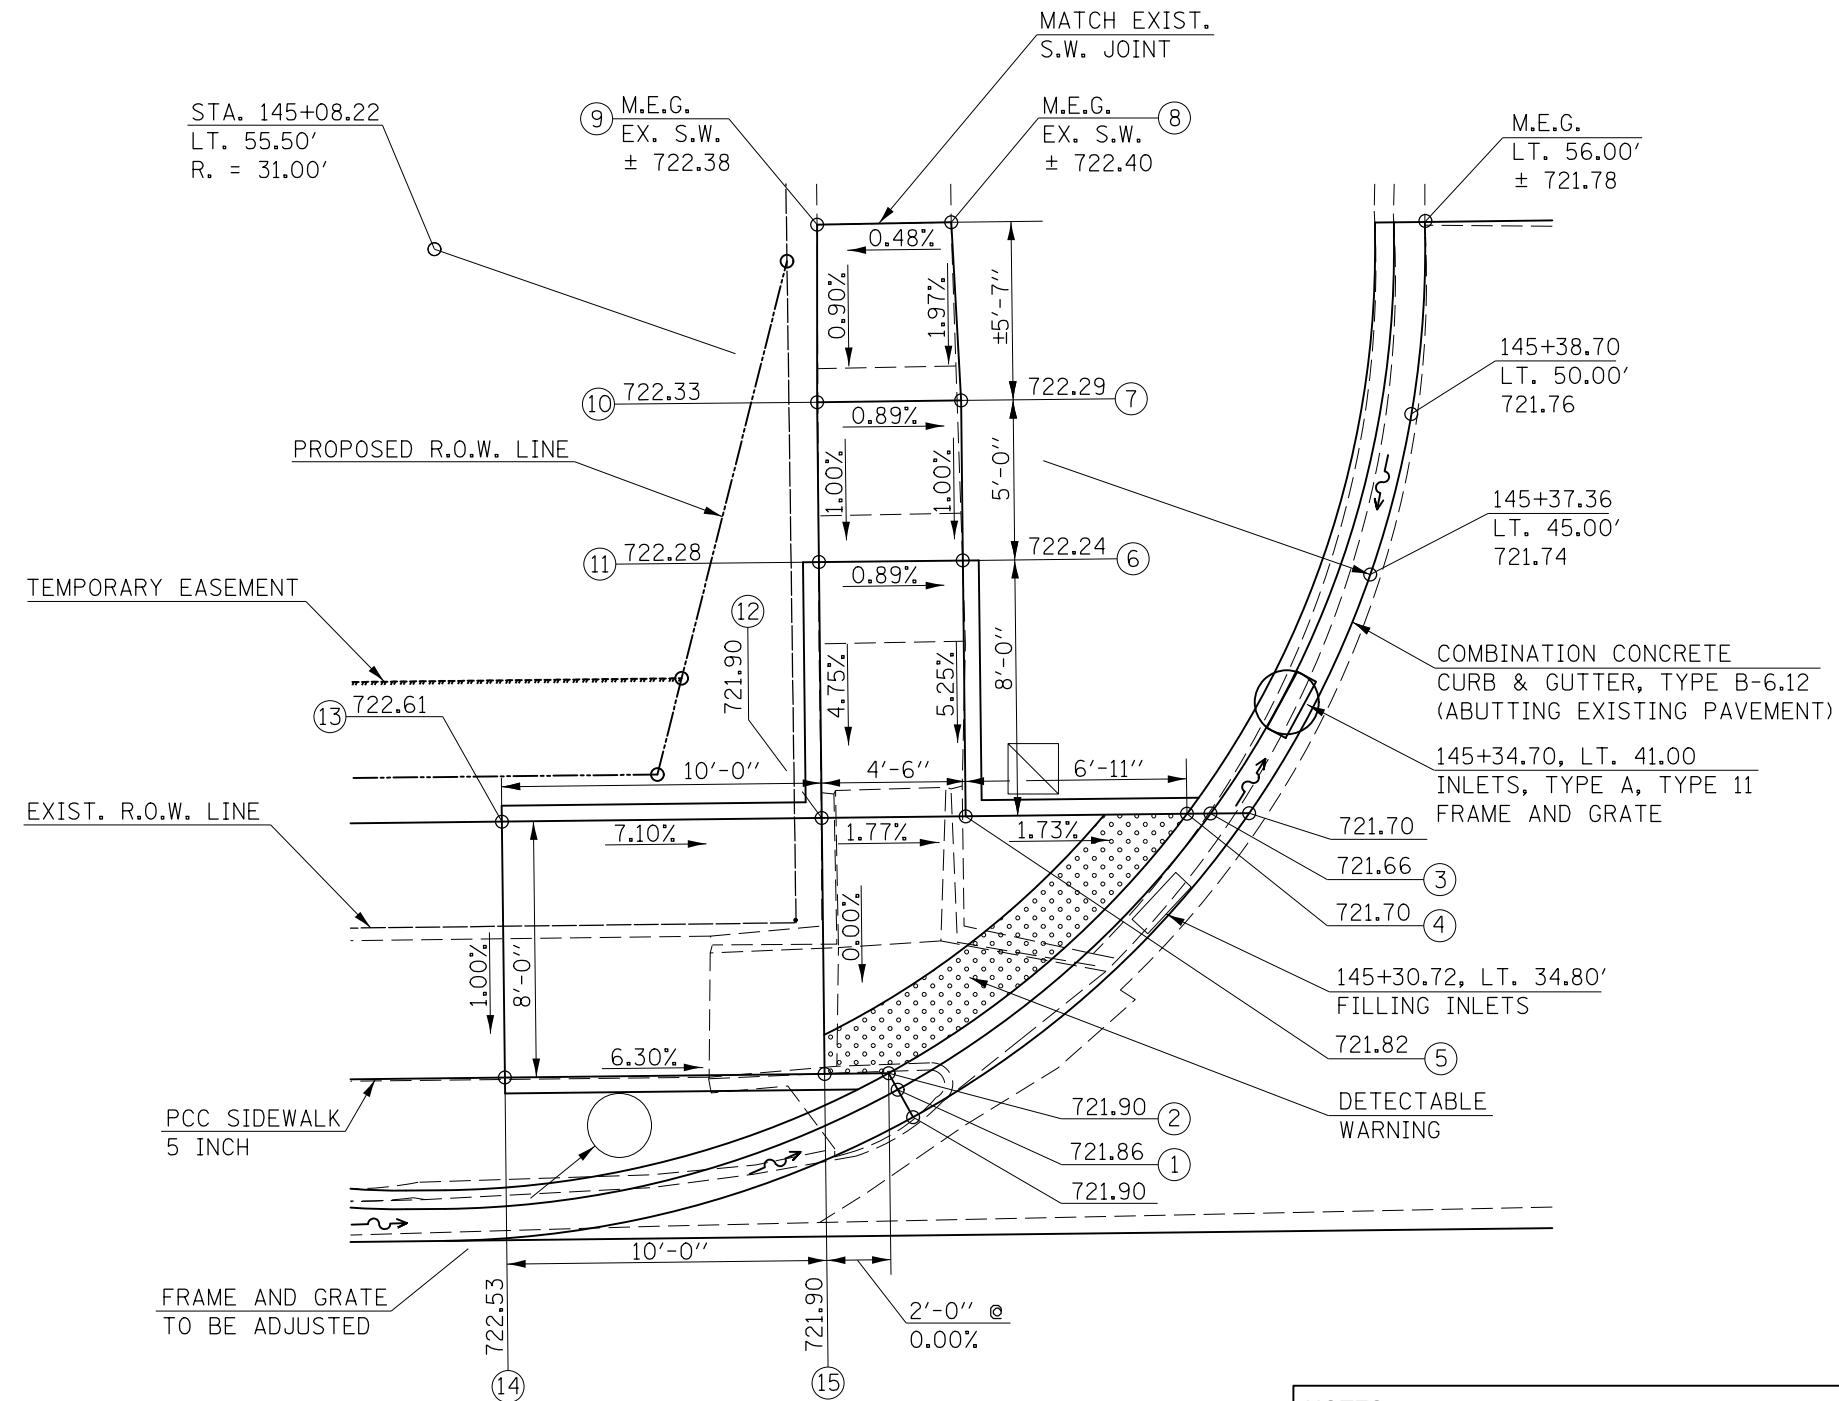 MATCH EXIST.
S.W. JOINT
STA. 145+08.22
LT. 55.50'
R. = 31.00'
9
M.E.G.
EX. S.W.
± 722.38
M.E.G.
EX. S.W.
± 722.40
8
M.E.G.
LT. 56.00'
± 721.78
0.48%
0.90%
1.97%
±5'-7"
145+38.70
LT. 50.00'
721.76
10
722.33
722.29
7
0.89%
PROPOSED R.O.W. LINE
1.00%
1.00%
5'-0"
145+37.36
LT. 45.00'
721.74
11
722.28
722.24
6
0.89%
TEMPORARY EASEMENT
12
721.90
4.75%
5.25%
8'-0"
COMBINATION CONCRETE
CURB & GUTTER, TYPE B-6.12
(ABUTTING EXISTING PAVEMENT)
13
722.61
10'-0"
4'-6"
6'-11"
145+34.70, LT. 41.00
INLETS, TYPE A, TYPE 11
FRAME AND GRATE
EXIST. R.O.W. LINE
7.10%
1.77%
1.73%
721.70
721.66
3
721.70
4
1.00%
8'-0"
0.00%
145+30.72, LT. 34.80'
FILLING INLETS
721.82
5
6.30%
PCC SIDEWALK
5 INCH
721.90
2
DETECTABLE
WARNING
721.86
1
721.90
10'-0"
FRAME AND GRATE
TO BE ADJUSTED
722.53
721.90
2'-0" @
0.00%
14
15